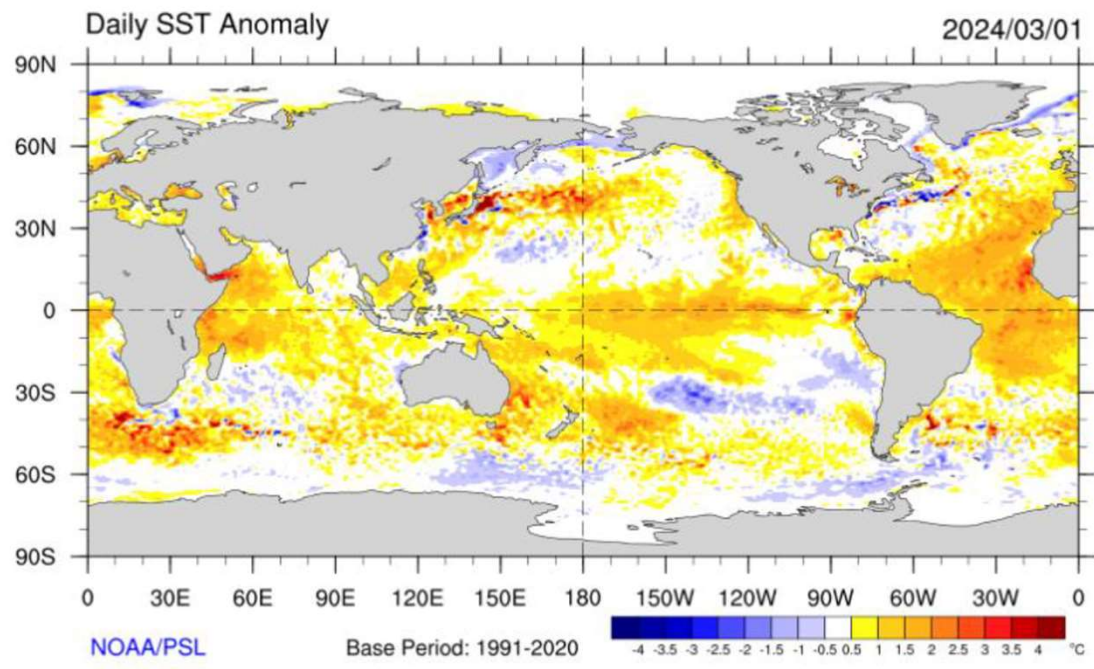 Daily SST Anomaly 2024/03/01
90N
60N
30N
0
30S
60S
90S
0 30E 60E 90E 120E 150E 180 150W 120W 90W 60W 30W 0
NOAA/PSL Base Period: 1991-2020
-4 -3.5 -3 -2.5 -2 -1.5 -1 -0.5 0.5 1 1.5 2 2.5 3 3.5 4 °C